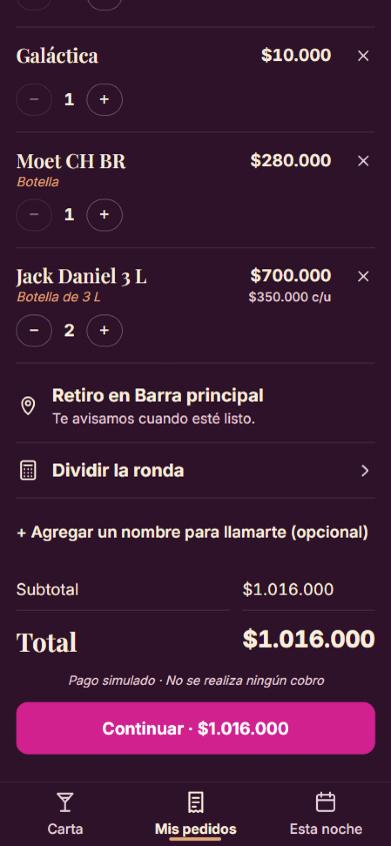 Galáctica $10.000 ×
− 1 +
Moet CH BR $280.000 ×
Botella
− 1 +
Jack Daniel 3 L $700.000 ×
Botella de 3 L $350.000 c/u
− 2 +
Retiro en Barra principal
Te avisamos cuando esté listo.
Dividir la ronda
+ Agregar un nombre para llamarte (opcional)
Subtotal $1.016.000
Total $1.016.000
Pago simulado · No se realiza ningún cobro
Continuar · $1.016.000
Carta Mis pedidos Esta noche